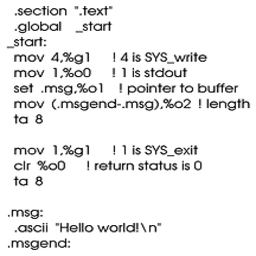 .section ".text"
.global _start
_start:
mov 4,%g1 ! 4 is SYS_write
mov 1,%o0 ! 1 is stdout
set .msg,%o1 ! pointer to buffer
mov (.msgend-.msg),%o2 ! length
ta 8
mov 1,%g1 ! 1 is SYS_exit
clr %o0 ! return status is 0
ta 8
.msg:
.ascii "Hello world!\n"
.msgend: